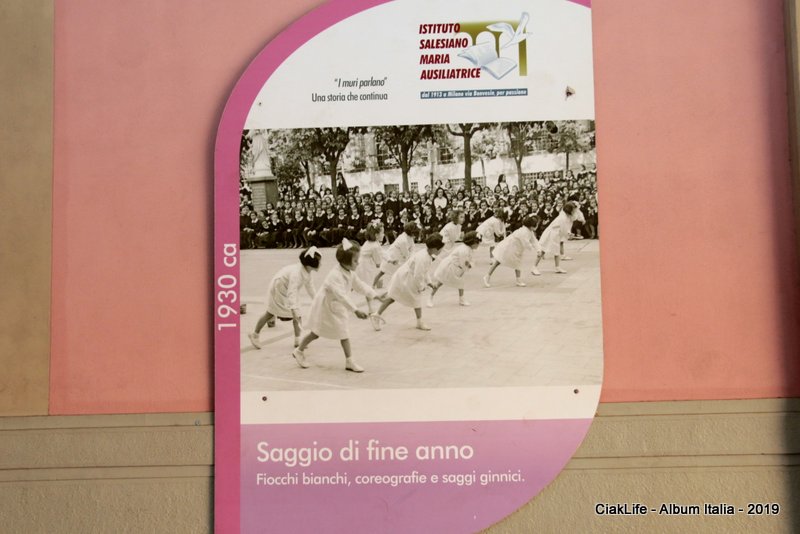 ISTITUTO
SALESIANO
MARIA
AUSILIATRICE
dal 1913 a Milano via Bonvesin, per passione
"I muri parlano"
Una storia che continua
1930 ca
Saggio di fine anno
Fiocchi bianchi, coreografie e saggi ginnici.
CiakLife - Album Italia - 2019